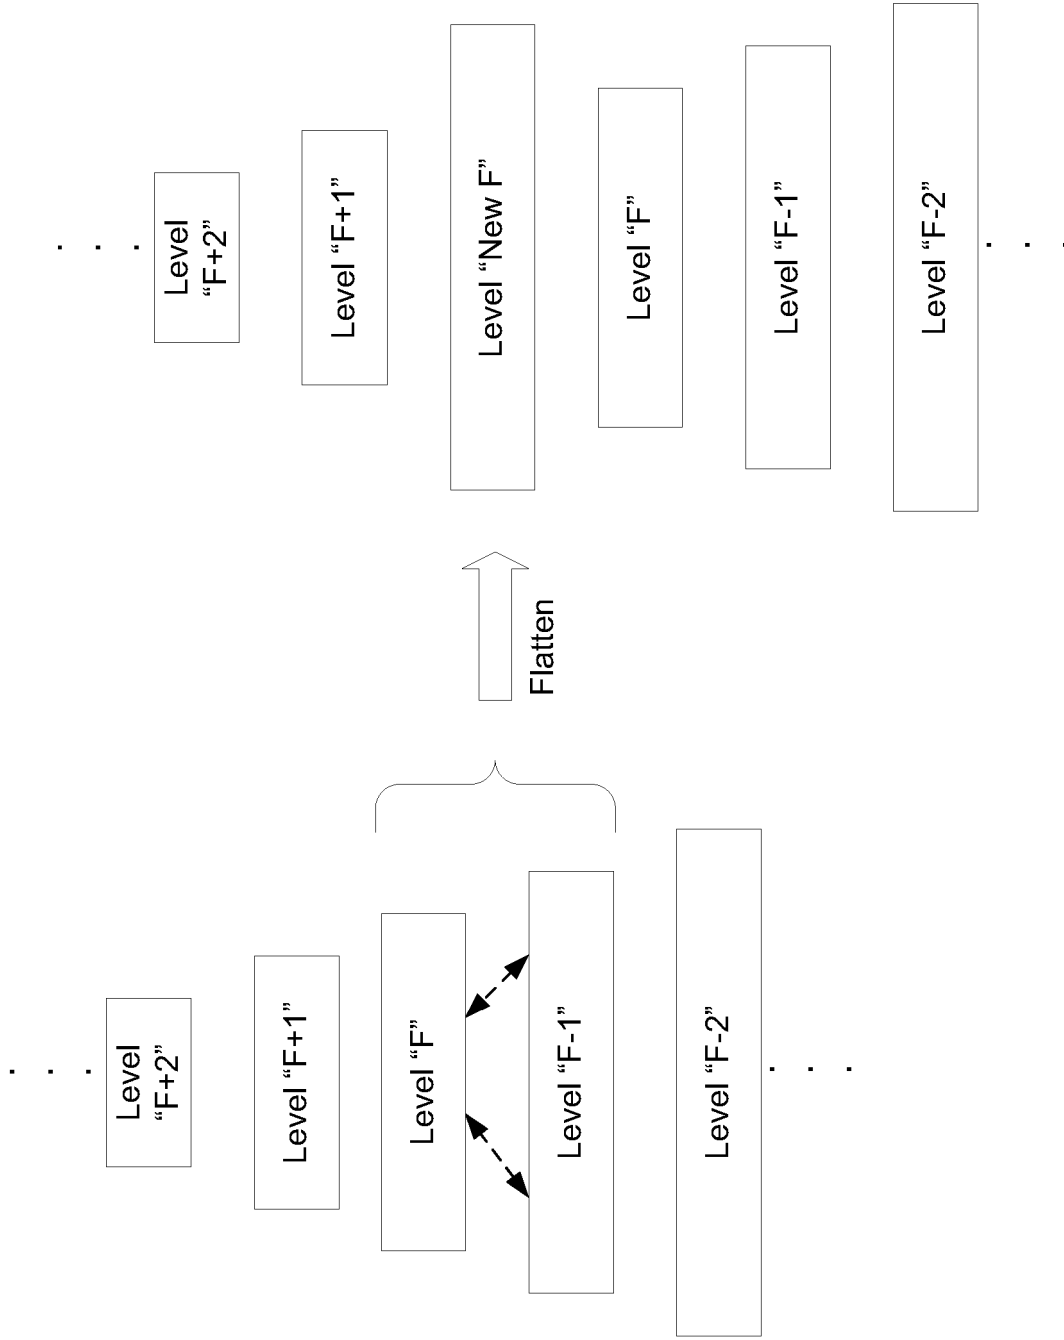 Level
“F+2”
Level “F+1”
Level “F”
Level “F-1”
Level “F-2”
Flatten
Level
“F+2”
Level “F+1”
Level “New F”
Level “F”
Level “F-1”
Level “F-2”